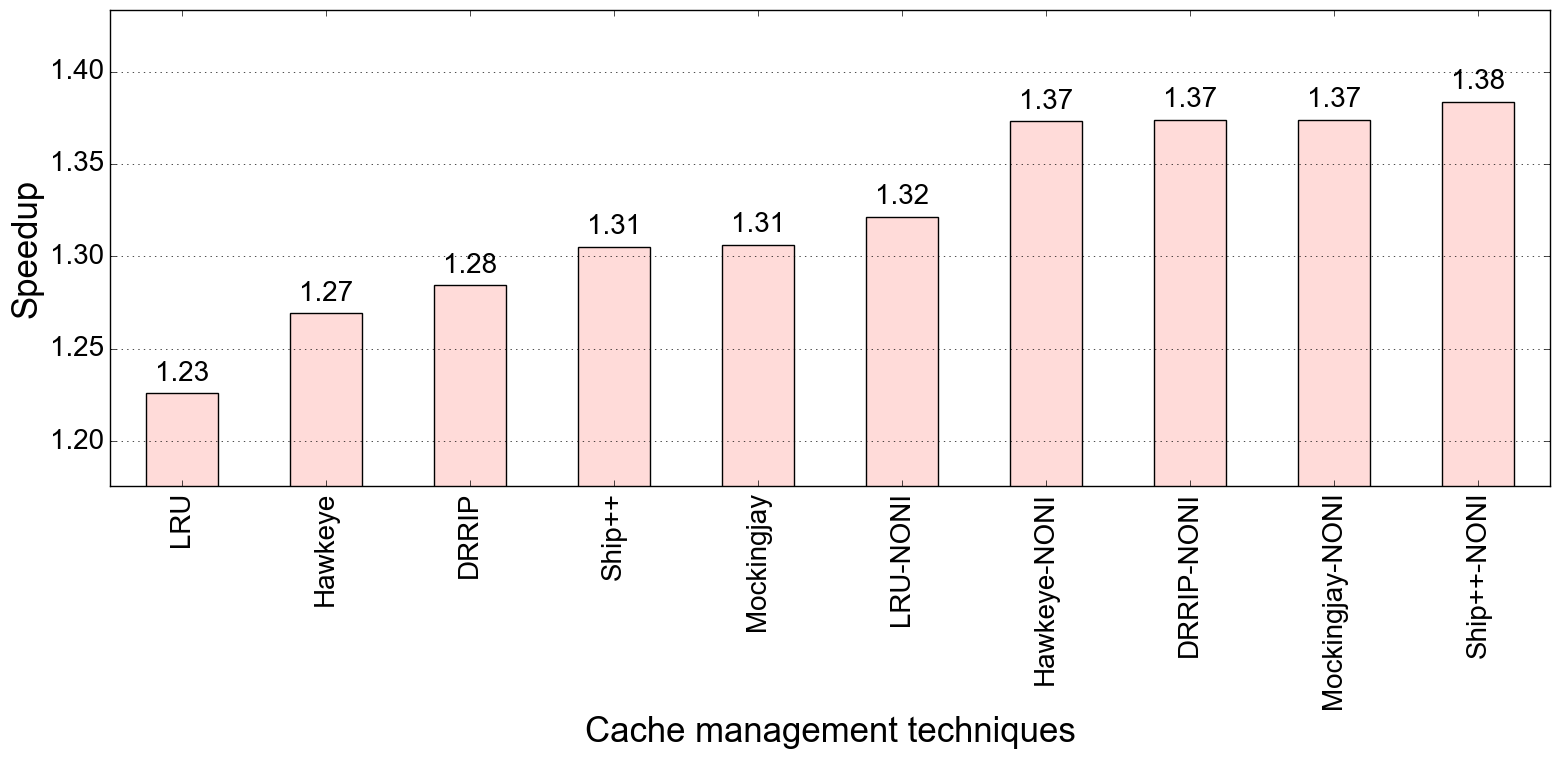 Speedup
1.40
1.35
1.30
1.25
1.20
1.23
1.27
1.28
1.31
1.31
1.32
1.37
1.37
1.37
1.38
LRU
Hawkeye
DRRIP
Ship++
Mockingjay
LRU-NONI
Hawkeye-NONI
DRRIP-NONI
Mockingjay-NONI
Ship++-NONI
Cache management techniques